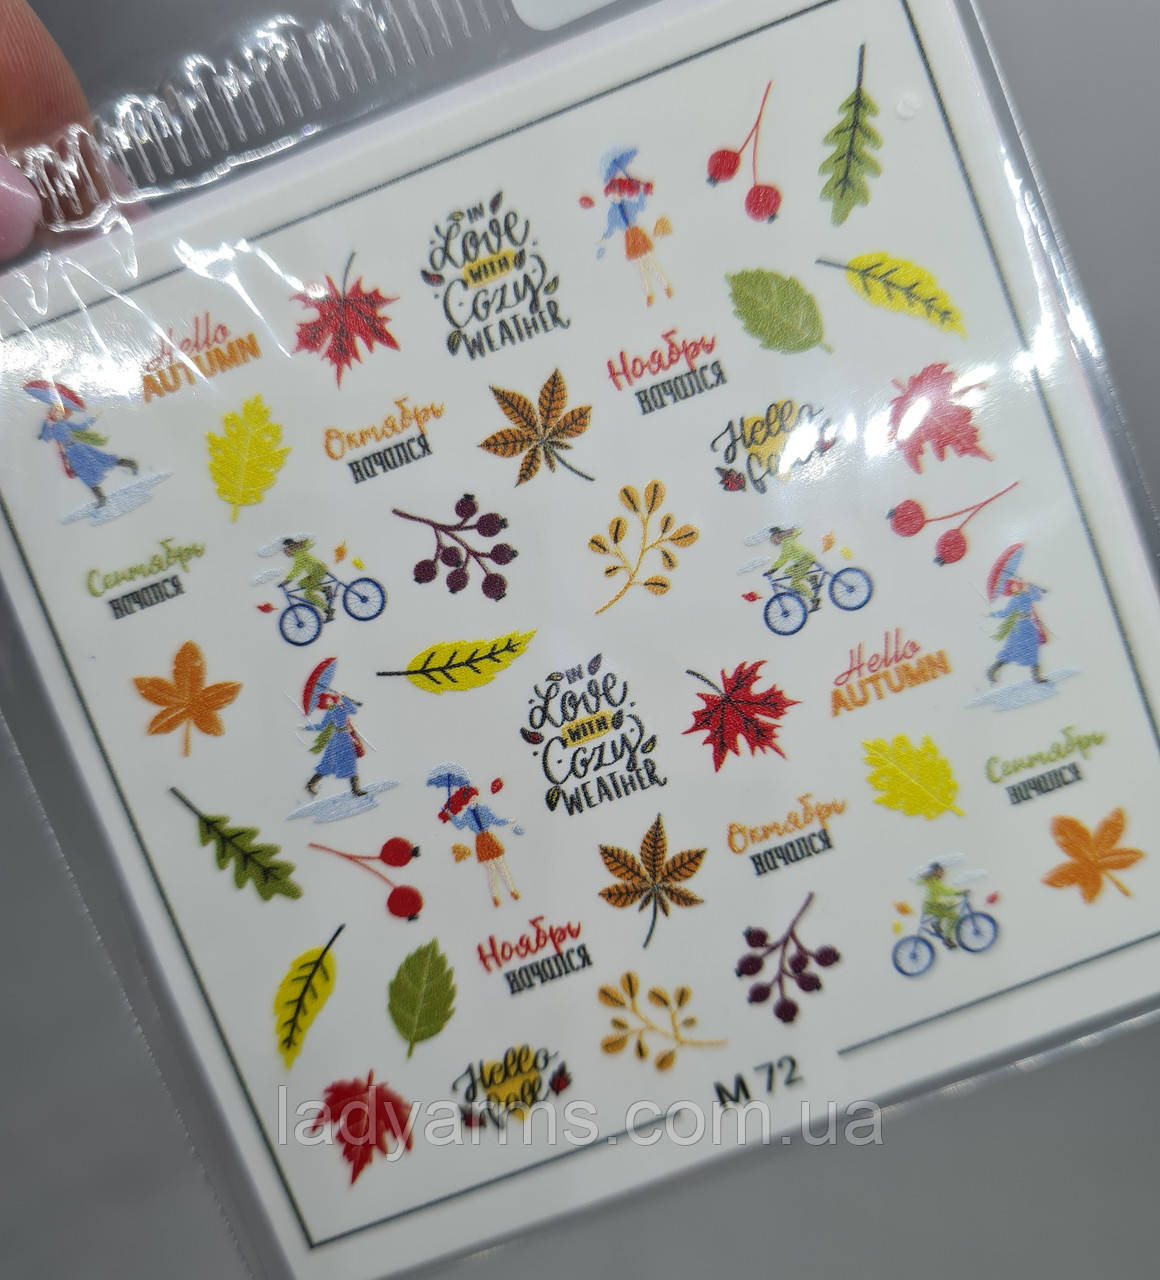 IN
Love
WITH
Cozy
WEATHER
Hello
AUTUMN
Ноябрь
начался
Октябрь
начался
Hello
Сентябрь
начался
Hello
AUTUMN
IN
Love
WITH
Cozy
WEATHER
Сентябрь
начался
Октябрь
начался
Ноябрь
начался
Hello
Fall
M 72
ladyarms.com.ua